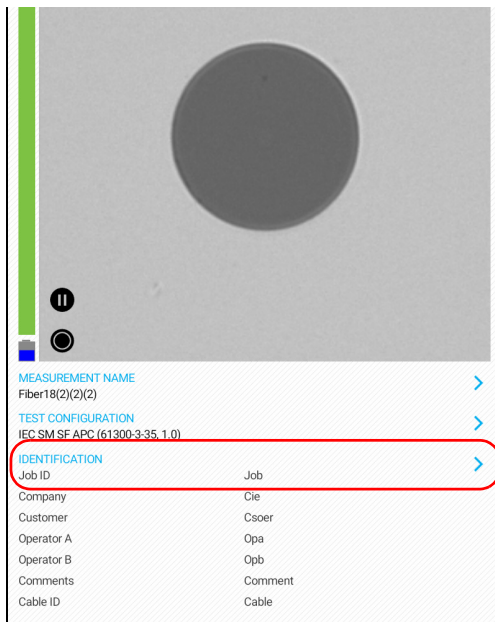 MEASUREMENT NAME
Fiber18(2)(2)(2)
TEST CONFIGURATION
IEC SM SF APC (61300-3-35, 1.0)
IDENTIFICATION
Job ID Job
Company Cie
Customer Csoer
Operator A Opa
Operator B Opb
Comments Comment
Cable ID Cable